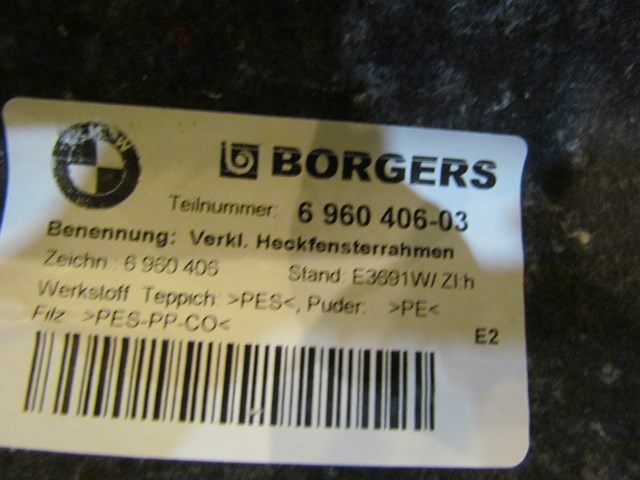 BMW
BORGERS
Teilnummer: 6 960 406-03
Benennung: Verkl. Heckfensterrahmen
Zeichn.: 6 960 406 Stand: E3691W/ ZI:h
Werkstoff Teppich: >PES<, Puder: >PE<
Filz: >PES-PP-CO<
E2